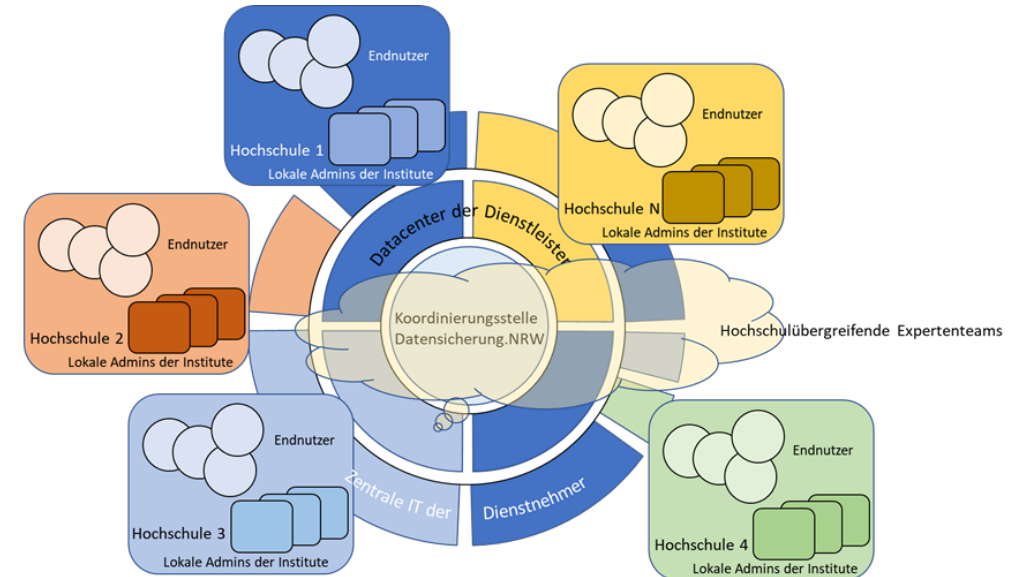 Endnutzer
Hochschule 1
Lokale Admins der Institute
Endnutzer
Hochschule N
Lokale Admins der Institute
Endnutzer
Hochschule 2
Lokale Admins der Institute
Datacenter der Dienstleister
Koordinierungsstelle
Datensicherung.NRW
Hochschulübergreifende Expertenteams
Endnutzer
Hochschule 3
Lokale Admins der Institute
Zentrale IT der Dienstnehmer
Endnutzer
Hochschule 4
Lokale Admins der Institute